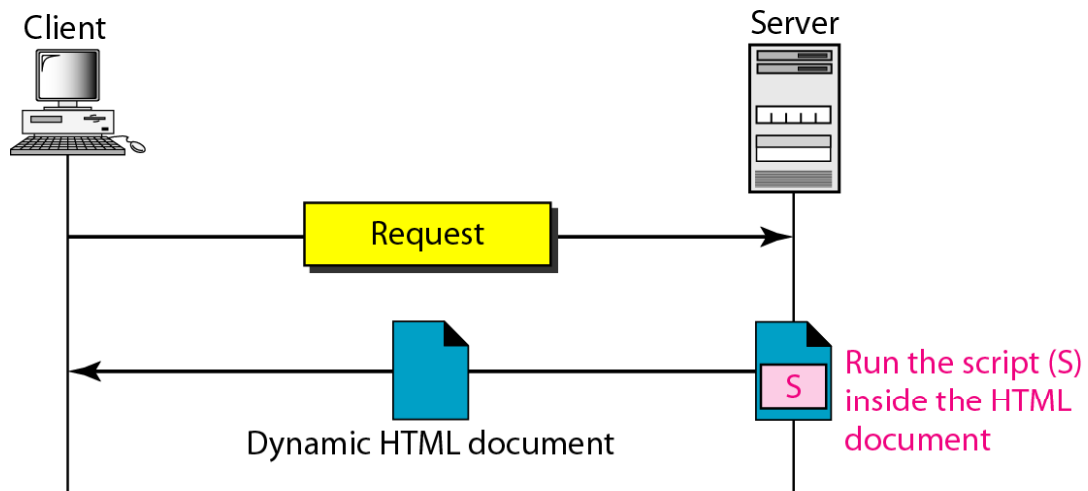 Client
Server
Request
S
Run the script (S)
inside the HTML
document
Dynamic HTML document